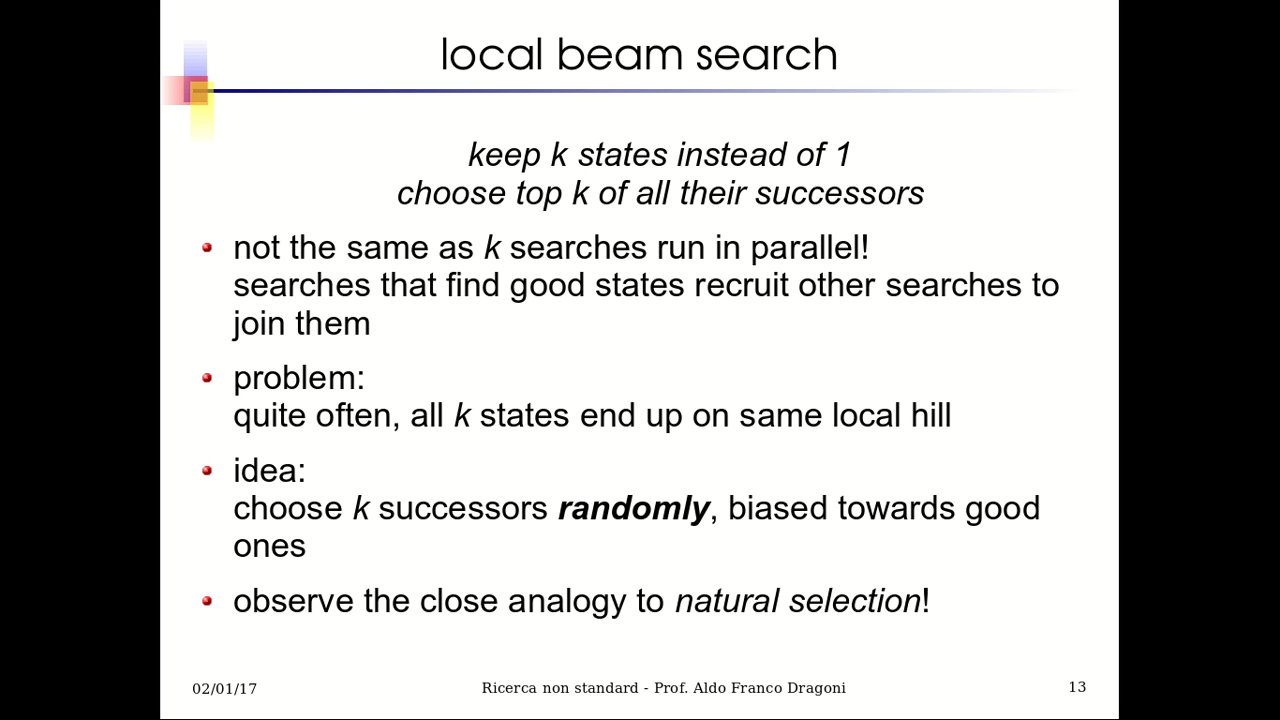 local beam search
keep k states instead of 1
choose top k of all their successors
not the same as k searches run in parallel!
searches that find good states recruit other searches to
join them
problem:
quite often, all k states end up on same local hill
idea:
choose k successors randomly, biased towards good
ones
observe the close analogy to natural selection!
02/01/17
Ricerca non standard - Prof. Aldo Franco Dragoni
13